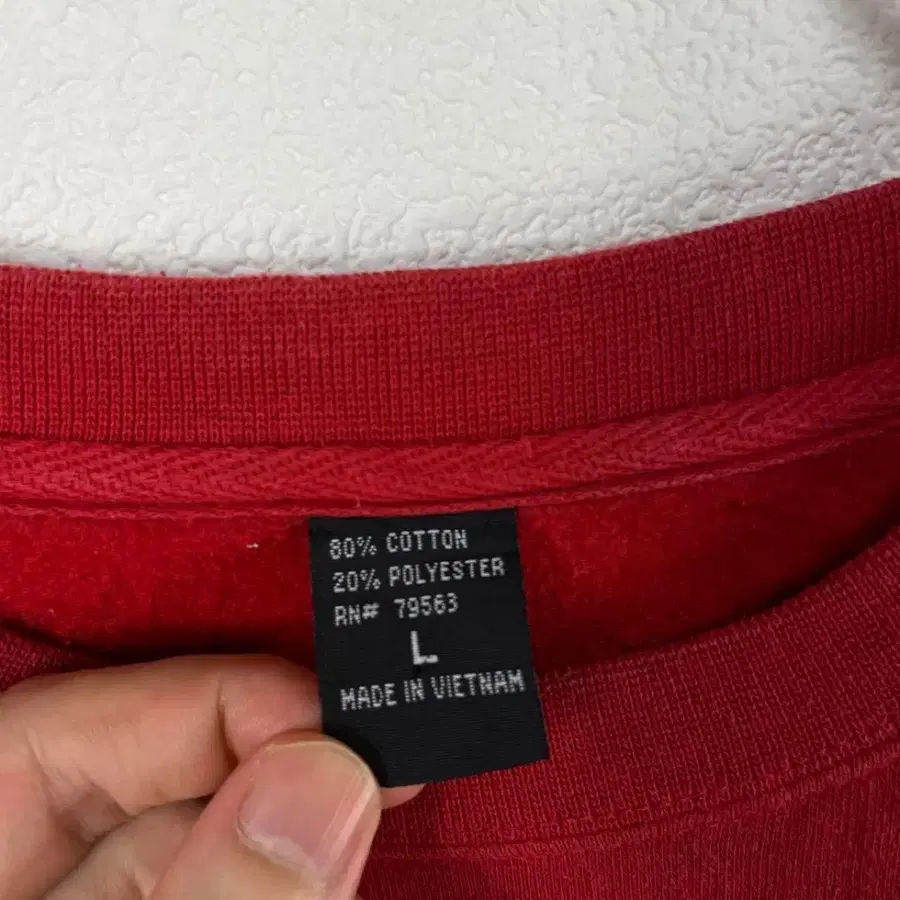 80% COTTON
20% POLYESTER
RN# 79563
L
MADE IN VIETNAM